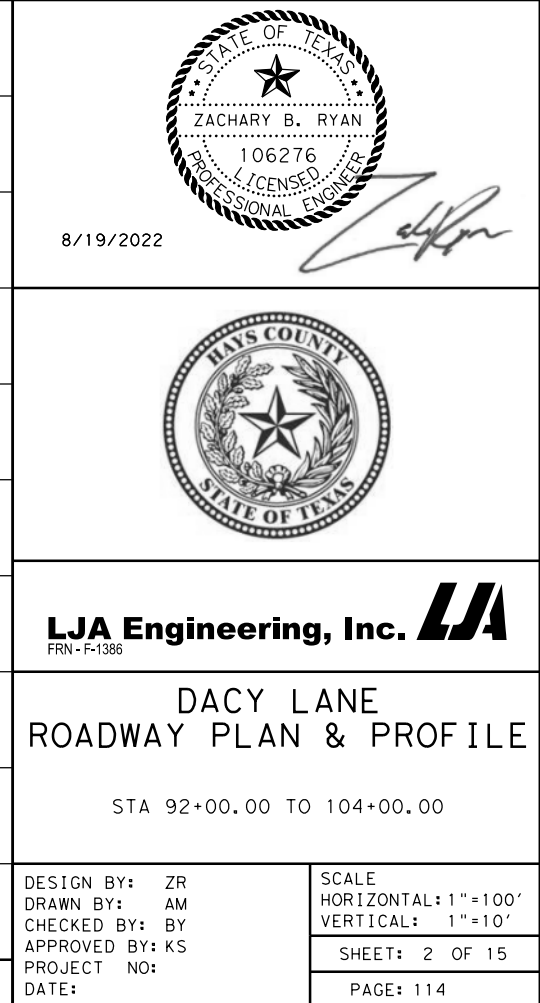 STATE OF TEXAS
ZACHARY B. RYAN
106276
LICENSED
PROFESSIONAL ENGINEER
8/19/2022
HAYS COUNTY
STATE OF TEXAS
LJA Engineering, Inc. LJA
FRN - F-1386
DACY LANE
ROADWAY PLAN & PROFILE
STA 92+00.00 TO 104+00.00
DESIGN BY: ZR
DRAWN BY: AM
CHECKED BY: BY
APPROVED BY: KS
PROJECT NO:
DATE:
SCALE
HORIZONTAL: 1"=100'
VERTICAL: 1"=10'
SHEET: 2 OF 15
PAGE: 114